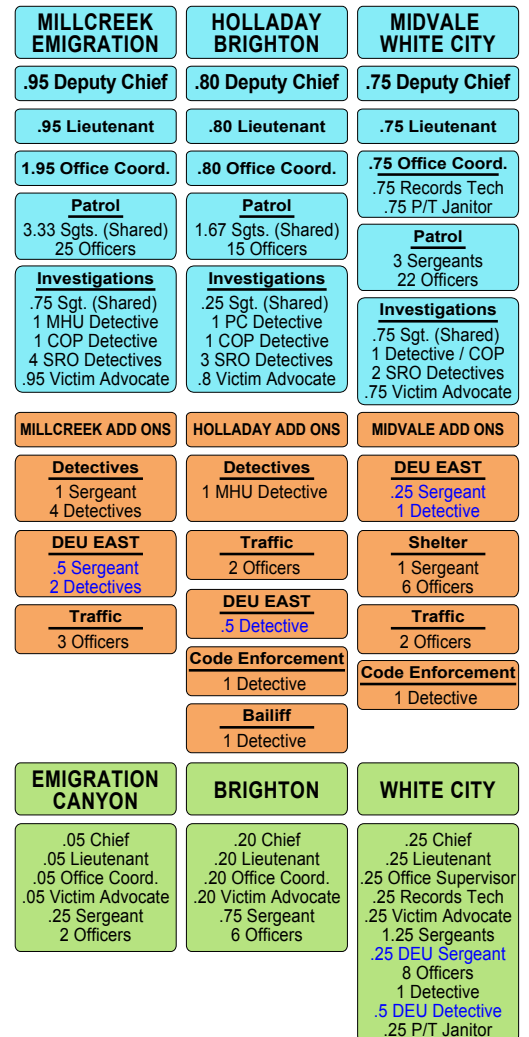 MILLCREEK
EMIGRATION
.95 Deputy Chief
.95 Lieutenant
1.95 Office Coord.
Patrol
3.33 Sgts. (Shared)
25 Officers
Investigations
.75 Sgt. (Shared)
1 MHU Detective
1 COP Detective
4 SRO Detectives
.95 Victim Advocate
MILLCREEK ADD ONS
Detectives
1 Sergeant
4 Detectives
DEU EAST
.5 Sergeant
2 Detectives
Traffic
3 Officers
EMIGRATION
CANYON
.05 Chief
.05 Lieutenant
.05 Office Coord.
.05 Victim Advocate
.25 Sergeant
2 Officers
HOLLADAY
BRIGHTON
.80 Deputy Chief
.80 Lieutenant
.80 Office Coord.
Patrol
1.67 Sgts. (Shared)
15 Officers
Investigations
.25 Sgt. (Shared)
1 PC Detective
1 COP Detective
3 SRO Detectives
.8 Victim Advocate
HOLLADAY ADD ONS
Detectives
1 MHU Detective
Traffic
2 Officers
DEU EAST
.5 Detective
Code Enforcement
1 Detective
Bailiff
1 Detective
BRIGHTON
.20 Chief
.20 Lieutenant
.20 Office Coord.
.20 Victim Advocate
.75 Sergeant
6 Officers
MIDVALE
WHITE CITY
.75 Deputy Chief
.75 Lieutenant
.75 Office Coord.
.75 Records Tech
.75 P/T Janitor
Patrol
3 Sergeants
22 Officers
Investigations
.75 Sgt. (Shared)
1 Detective / COP
2 SRO Detectives
.75 Victim Advocate
MIDVALE ADD ONS
DEU EAST
.25 Sergeant
1 Detective
Shelter
1 Sergeant
6 Officers
Traffic
2 Officers
Code Enforcement
1 Detective
WHITE CITY
.25 Chief
.25 Lieutenant
.25 Office Supervisor
.25 Records Tech
.25 Victim Advocate
1.25 Sergeants
.25 DEU Sergeant
8 Officers
1 Detective
.5 DEU Detective
.25 P/T Janitor